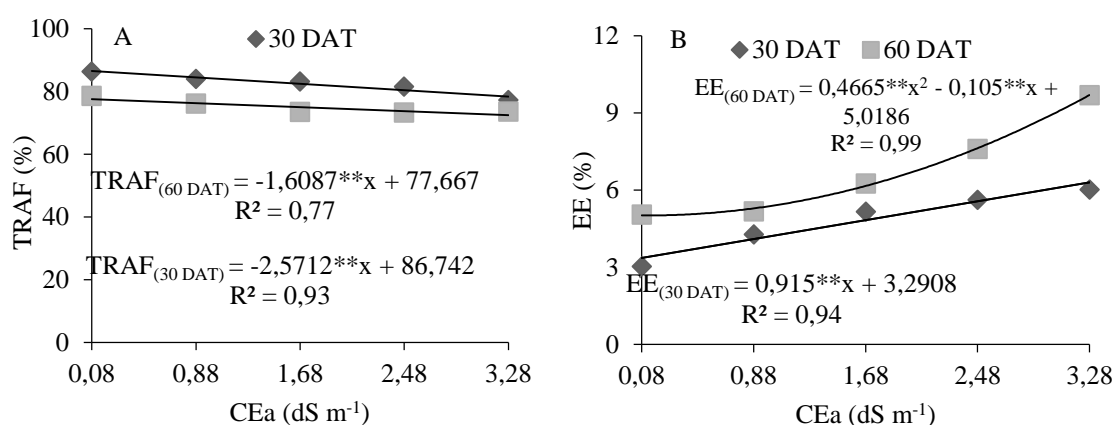 A
30 DAT
100
80
60
40
20
0
TRAF (%)
TRAF(60 DAT) = -1,6087**x + 77,667
R² = 0,77
TRAF(30 DAT) = -2,5712**x + 86,742
R² = 0,93
0,08 0,88 1,68 2,48 3,28
CEa (dS m-1)
B
30 DAT 60 DAT
12
9
6
3
0
EE (%)
EE(60 DAT) = 0,4665**x² - 0,105**x +
5,0186
R² = 0,99
EE(30 DAT) = 0,915**x + 3,2908
R² = 0,94
0,08 0,88 1,68 2,48 3,28
CEa (dS m-1)